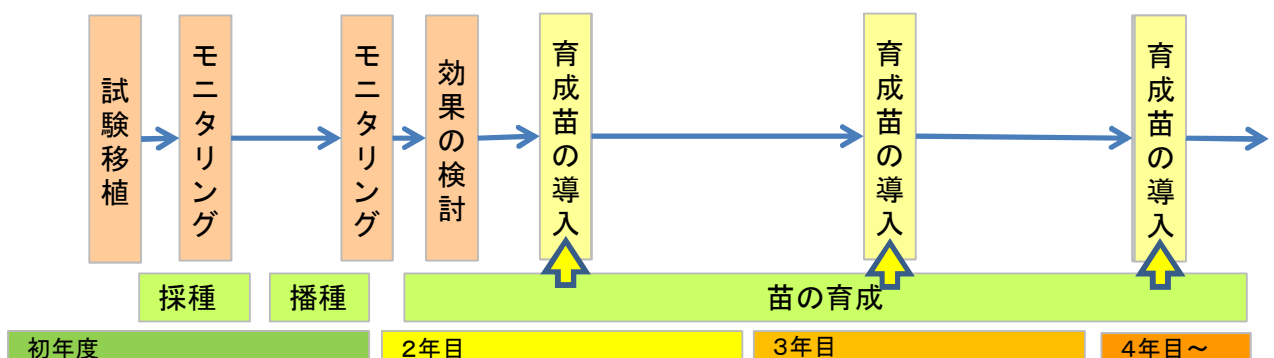 試験移植
モニタリング
モニタリング
効果の検討
育成苗の導入
育成苗の導入
育成苗の導入
採種
播種
苗の育成
初年度
2年目
3年目
4年目～